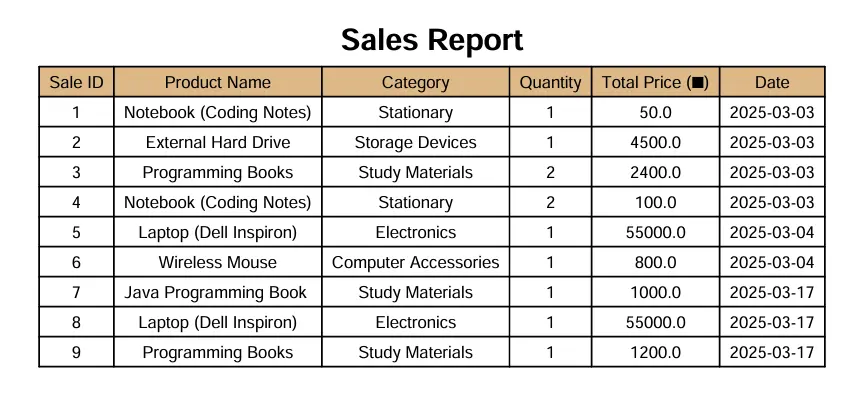 Sales Report
Sale ID Product Name Category Quantity Total Price (■) Date
1 Notebook (Coding Notes) Stationary 1 50.0 2025-03-03
2 External Hard Drive Storage Devices 1 4500.0 2025-03-03
3 Programming Books Study Materials 2 2400.0 2025-03-03
4 Notebook (Coding Notes) Stationary 2 100.0 2025-03-03
5 Laptop (Dell Inspiron) Electronics 1 55000.0 2025-03-04
6 Wireless Mouse Computer Accessories 1 800.0 2025-03-04
7 Java Programming Book Study Materials 1 1000.0 2025-03-17
8 Laptop (Dell Inspiron) Electronics 1 55000.0 2025-03-17
9 Programming Books Study Materials 1 1200.0 2025-03-17